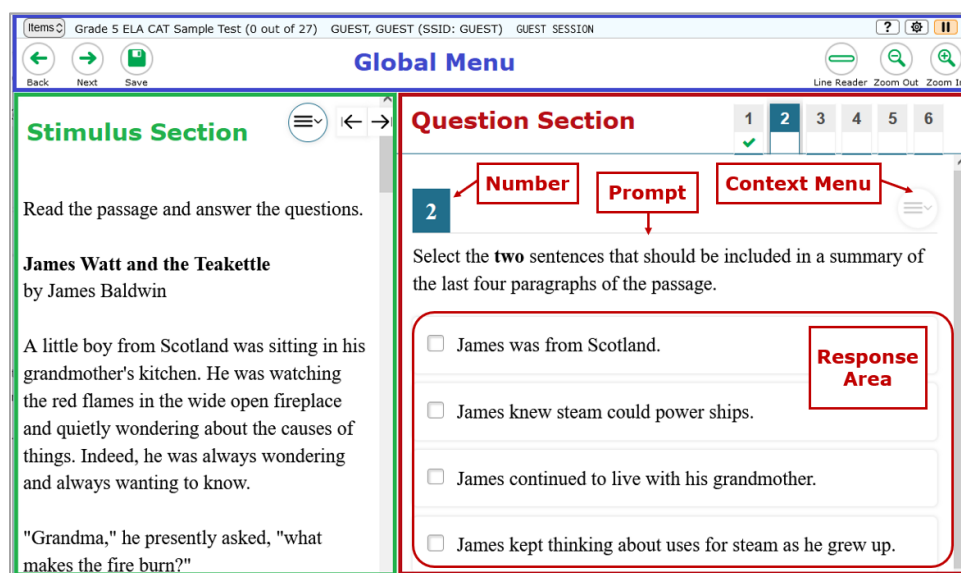 Items Grade 5 ELA CAT Sample Test (0 out of 27) GUEST, GUEST (SSID: GUEST) GUEST SESSION ?
Back Next Save
Global Menu
Line Reader Zoom Out Zoom In
Stimulus Section
Read the passage and answer the questions.
James Watt and the Teakettle
by James Baldwin
A little boy from Scotland was sitting in his
grandmother's kitchen. He was watching
the red flames in the wide open fireplace
and quietly wondering about the causes of
things. Indeed, he was always wondering
and always wanting to know.
"Grandma," he presently asked, "what
makes the fire burn?"
Question Section
1 2 3 4 5 6
Number
Prompt
Context Menu
2
Select the two sentences that should be included in a summary of
the last four paragraphs of the passage.
James was from Scotland.
James knew steam could power ships.
James continued to live with his grandmother.
James kept thinking about uses for steam as he grew up.
Response
Area